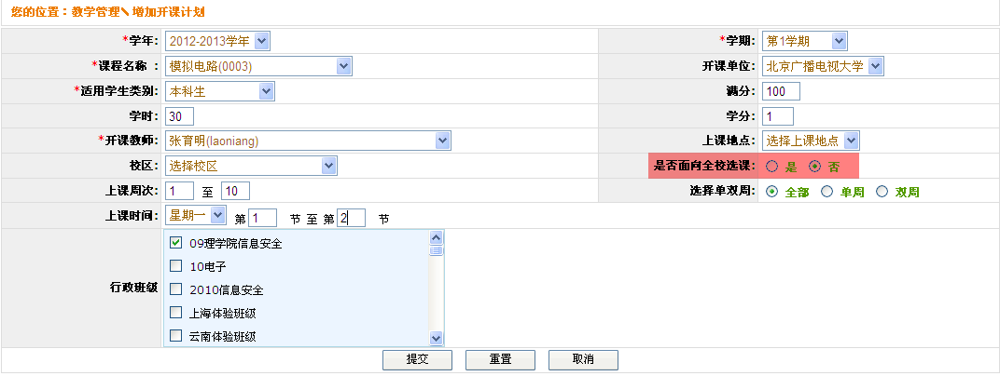 您的位置：教学管理\增加开课计划
*学年: 2012-2013学年 *学期: 第1学期
*课程名称 : 模拟电路(0003) 开课单位: 北京广播电视大学
*适用学生类别: 本科生 满分: 100
学时: 30 学分: 1
*开课教师: 张育明(laoniang) 上课地点: 选择上课地点
校区: 选择校区 是否面向全校选课: 是 否
上课周次: 1 至 10 选择单双周: 全部 单周 双周
上课时间: 星期一 第 1 节 至 第 2 节
行政班级
09理学院信息安全
10电子
2010信息安全
上海体验班级
云南体验班级
提交 重置 取消